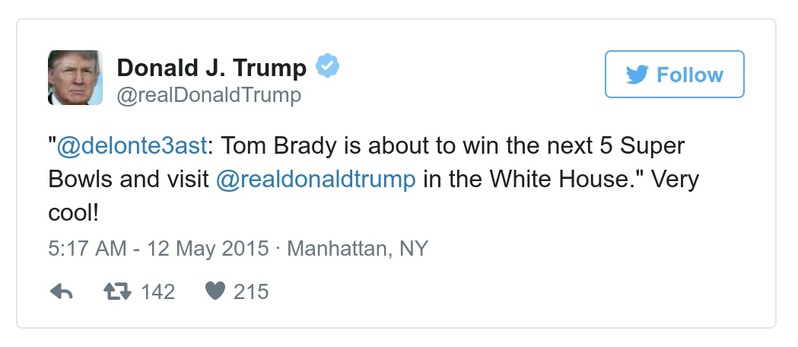 Donald J. Trump
@realDonaldTrump
Follow
"@delonte3ast: Tom Brady is about to win the next 5 Super
Bowls and visit @realdonaldtrump in the White House." Very
cool!
5:17 AM - 12 May 2015 · Manhattan, NY
142 215